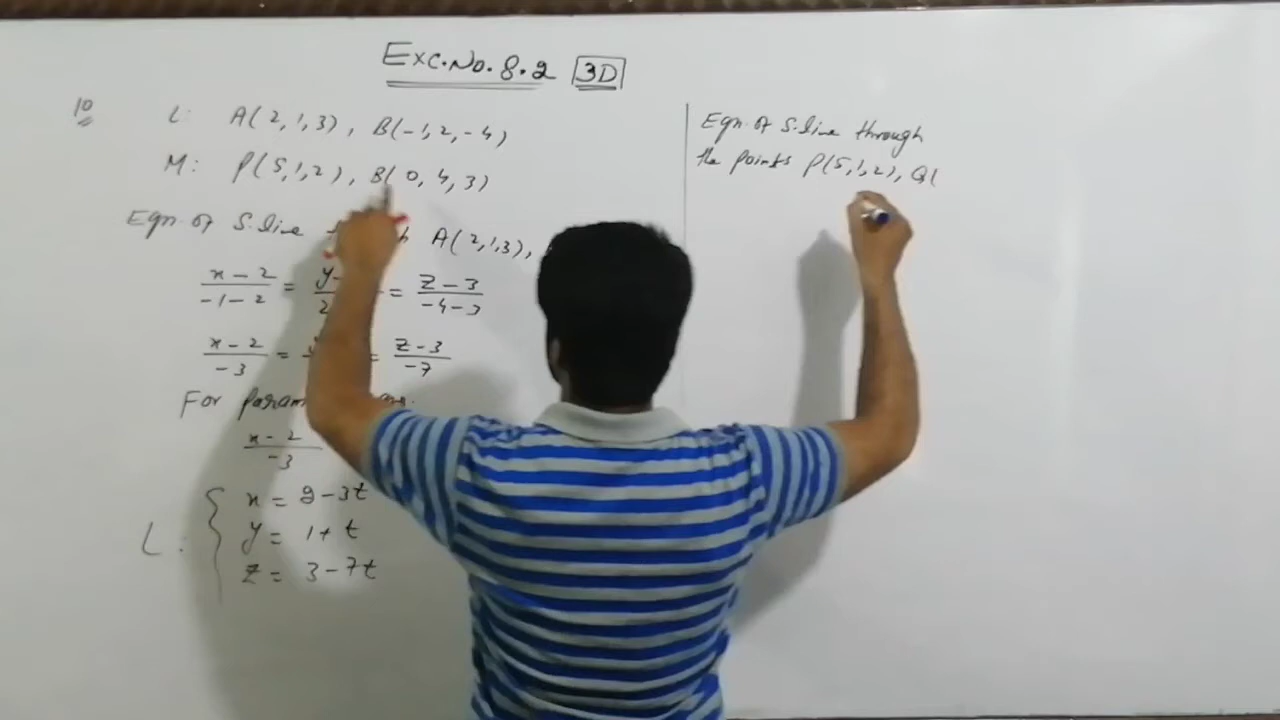 Exc.No.8.2 3D
10 L: A(2,1,3), B(-1,2,-4)
M: P(5,1,2), B(0,4,3)
Eqn of S.line A(2,1,3),
x-2/-1-2 = y-/2 = z-3/-4-3
x-2/-3 = = z-3/-7
For param
x-2/-3
L: { x = 2-3t
y = 1+t
z = 3-7t
Eqn of S.line through
the points P(5,1,2), Q(